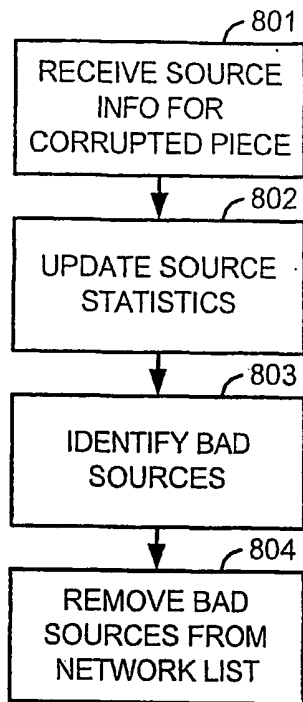 801
RECEIVE SOURCE
INFO FOR
CORRUPTED PIECE
802
UPDATE SOURCE
STATISTICS
803
IDENTIFY BAD
SOURCES
804
REMOVE BAD
SOURCES FROM
NETWORK LIST